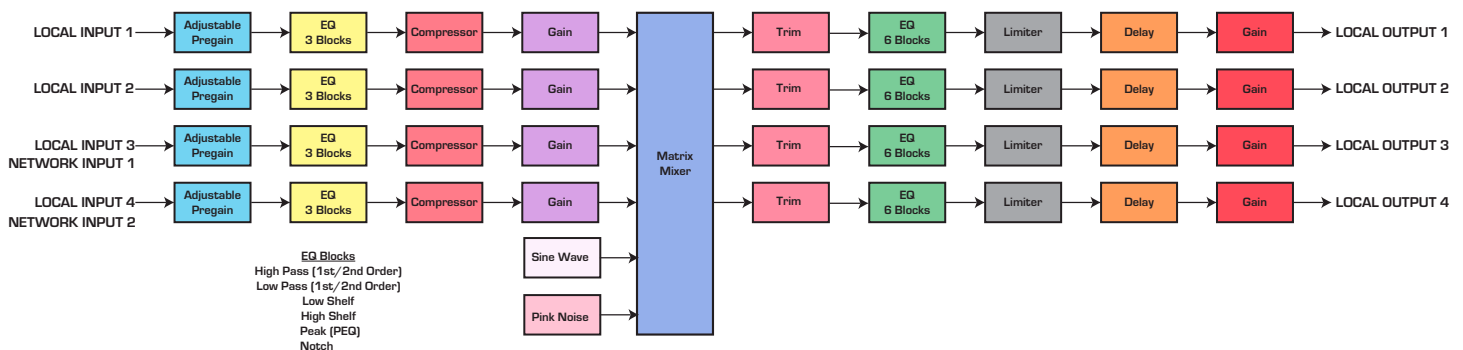 LOCAL INPUT 1
Adjustable
Pregain
EQ
3 Blocks
Compressor
Gain
Trim
EQ
6 Blocks
Limiter
Delay
Gain
LOCAL OUTPUT 1
LOCAL INPUT 2
Adjustable
Pregain
EQ
3 Blocks
Compressor
Gain
Trim
EQ
6 Blocks
Limiter
Delay
Gain
LOCAL OUTPUT 2
LOCAL INPUT 3
NETWORK INPUT 1
Adjustable
Pregain
EQ
3 Blocks
Compressor
Gain
Matrix
Mixer
Trim
EQ
6 Blocks
Limiter
Delay
Gain
LOCAL OUTPUT 3
LOCAL INPUT 4
NETWORK INPUT 2
Adjustable
Pregain
EQ
3 Blocks
Compressor
Gain
Trim
EQ
6 Blocks
Limiter
Delay
Gain
LOCAL OUTPUT 4
Sine Wave
Pink Noise
EQ Blocks
High Pass (1st/2nd Order)
Low Pass (1st/2nd Order)
Low Shelf
High Shelf
Peak (PEQ)
Notch